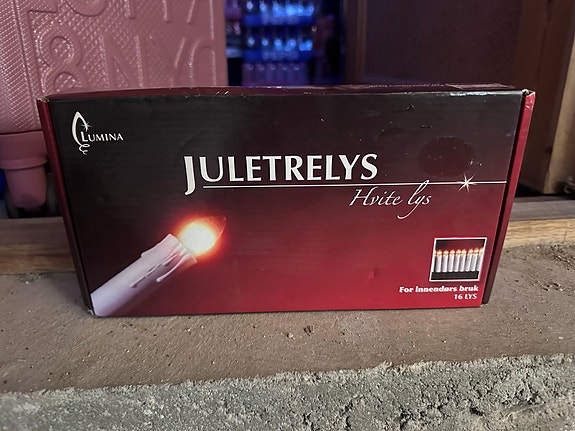 LUMINA
JULETRELYS
Hvite lys
For innendørs bruk
16 LYS